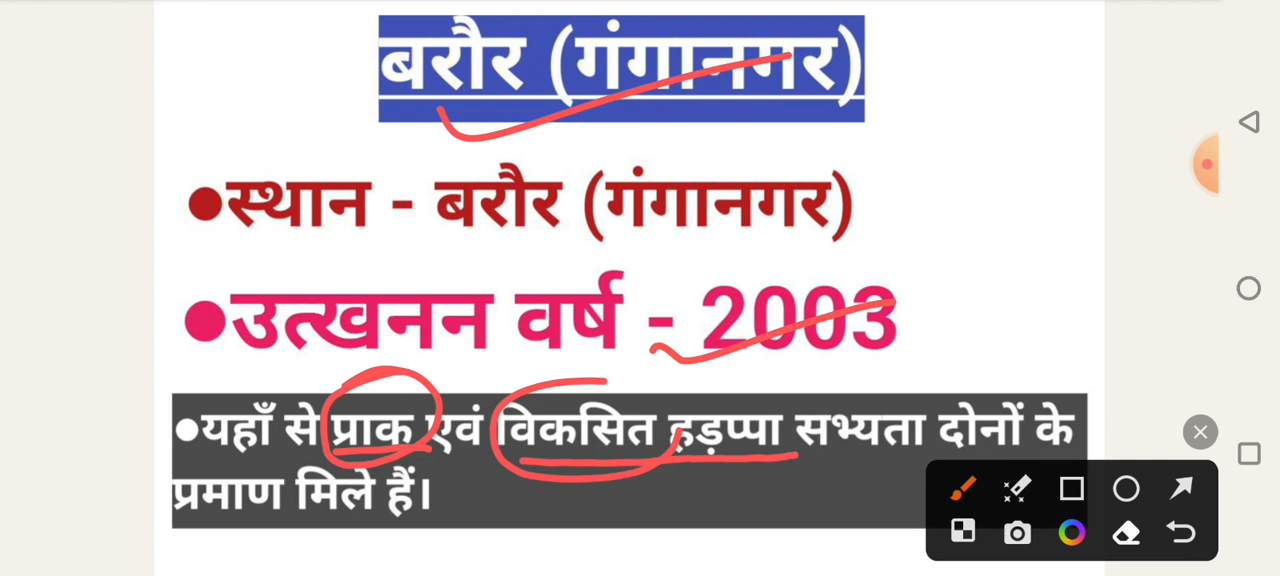 बरौर (गंगानगर)
●स्थान - बरौर (गंगानगर)
●उत्खनन वर्ष - 2003
●यहाँ से प्राक एवं विकसित हड़प्पा सभ्यता दोनों के
प्रमाण मिले हैं।